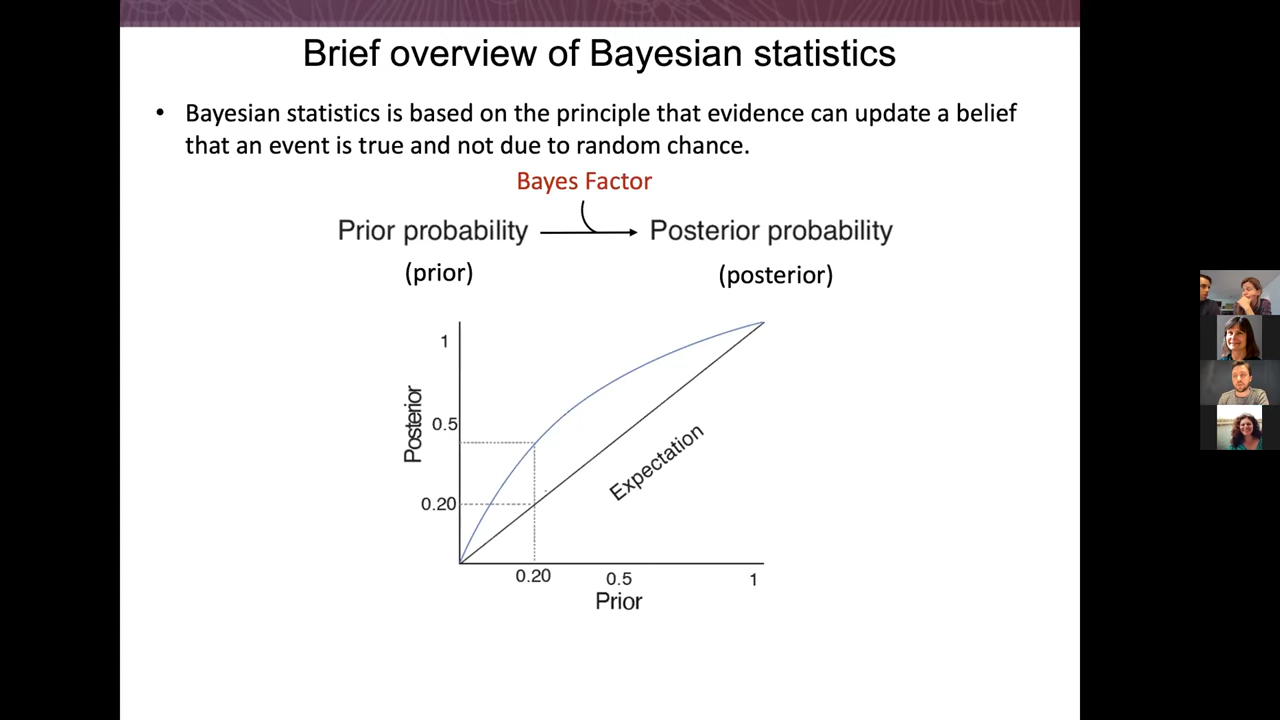 Brief overview of Bayesian statistics
• Bayesian statistics is based on the principle that evidence can update a belief
that an event is true and not due to random chance.
Bayes Factor
Prior probability
Posterior probability
(prior)
(posterior)
1
Posterior
0.5
0.20
Expectation
0.20
0.5
1
Prior